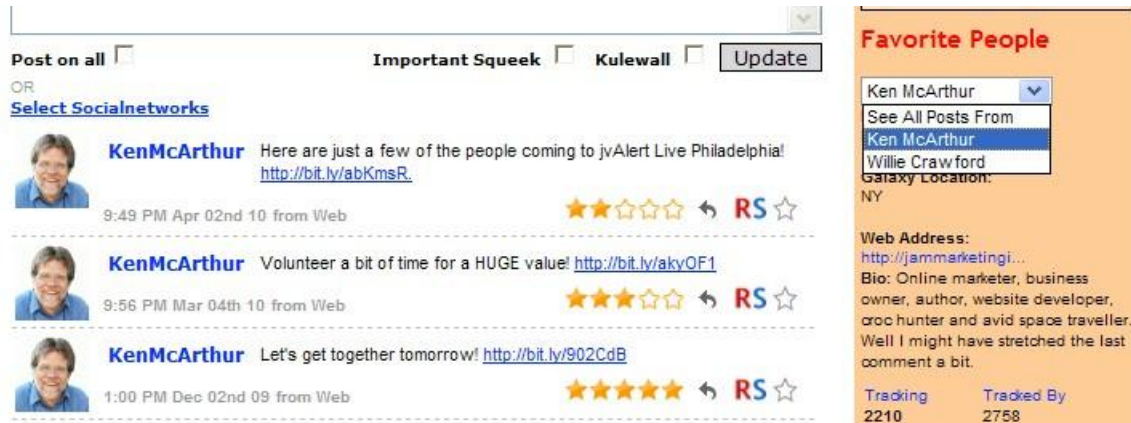 Post on all
Important Squeek Kulewall Update
OR
Select Socialnetworks
KenMcArthur Here are just a few of the people coming to jvAlert Live Philadelphia!
http://bit.ly/abKmsR.
9:49 PM Apr 02nd 10 from Web RS
KenMcArthur Volunteer a bit of time for a HUGE value! http://bit.ly/akyOF1
9:56 PM Mar 04th 10 from Web RS
KenMcArthur Let's get together tomorrow! http://bit.ly/902CdB
1:00 PM Dec 02nd 09 from Web RS
Favorite People
Ken McArthur
See All Posts From
Ken McArthur
Willie Crawford
Galaxy Location:
NY
Web Address:
http://jammarketingi...
Bio: Online marketer, business
owner, author, website developer,
croc hunter and avid space traveller.
Well I might have stretched the last
comment a bit.
Tracking Tracked By
2210 2758